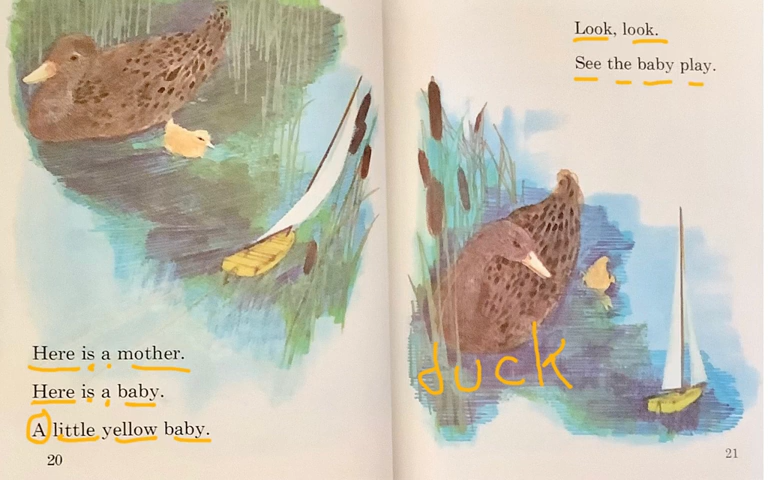 Here is a mother.
Here is a baby.
A little yellow baby.
20
Look, look.
See the baby play.
duck
21